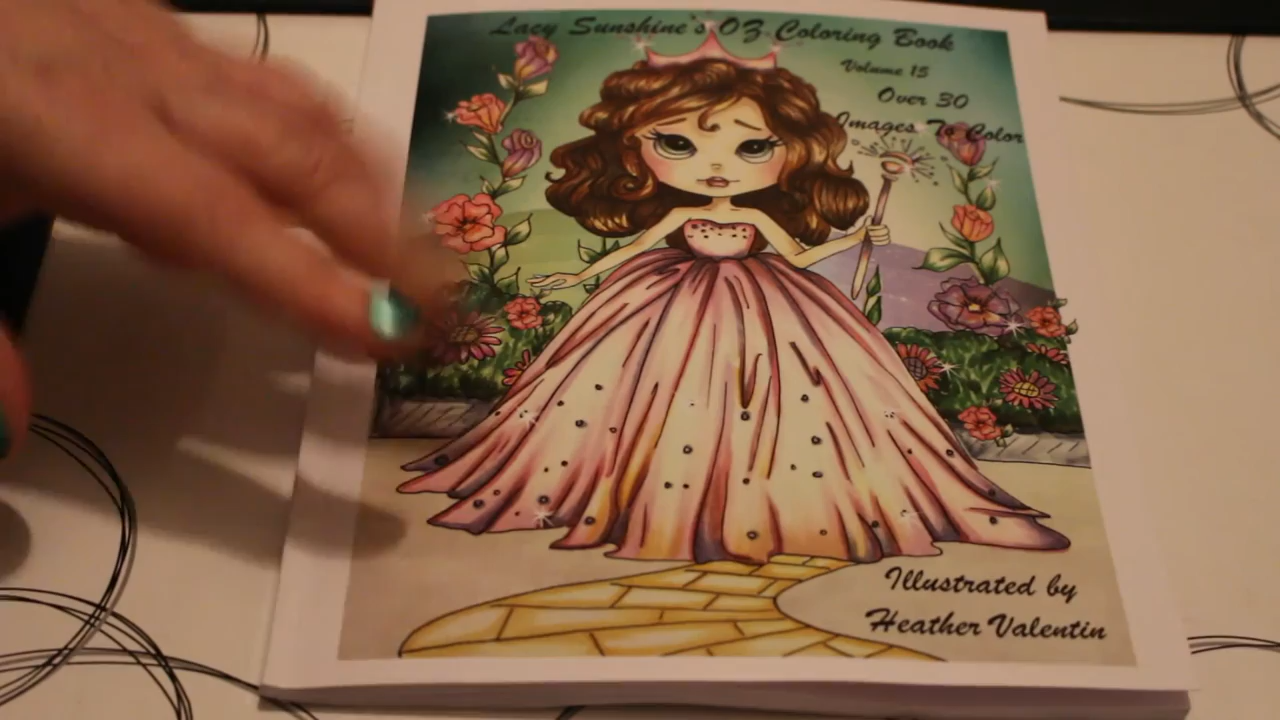 Lacy Sunshine's OZ Coloring Book
Volume 15
Over 30
Images To Color
Illustrated by
Heather Valentin